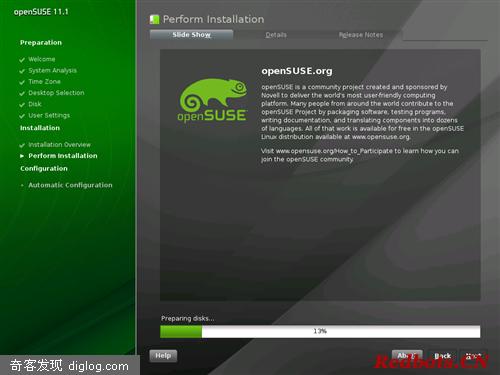 openSUSE 11.1
Preparation
Welcome
System Analysis
Time Zone
Desktop Selection
Disk
User Settings
Installation
Installation Overview
Perform Installation
Configuration
Automatic Configuration
Perform Installation
Slide Show
Details
Release Notes
openSUSE
openSUSE.org
openSUSE is a community project created and sponsored by
Novell to deliver the world's most user-friendly computing
platform. Many people from around the world contribute to the
openSUSE Project by packaging software, testing programs,
writing documentation, and translating components into dozens
of languages. All of that work is available for free in the openSUSE
Linux distribution available at www.opensuse.org.
Visit www.opensuse.org/How_to_Participate to learn how you can
join the openSUSE community.
Preparing disks...
13%
Help
Back
Next
Redbots.CN
奇客发现 diglog.com